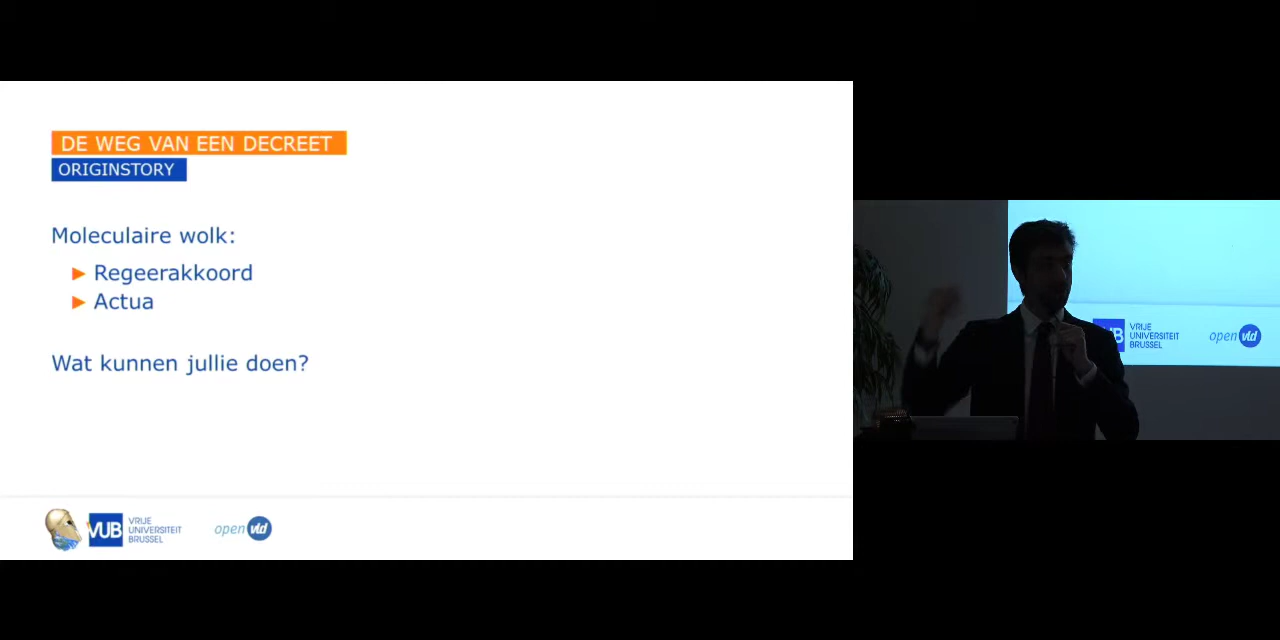 DE WEG VAN EEN DECREET
ORIGINSTORY
Moleculaire wolk:
Regeerakkoord
Actua
Wat kunnen jullie doen?
VUB
VRIJE
UNIVERSITEIT
BRUSSEL
open vld
UB
VRIJE
UNIVERSITEIT
BRUSSEL
open vld